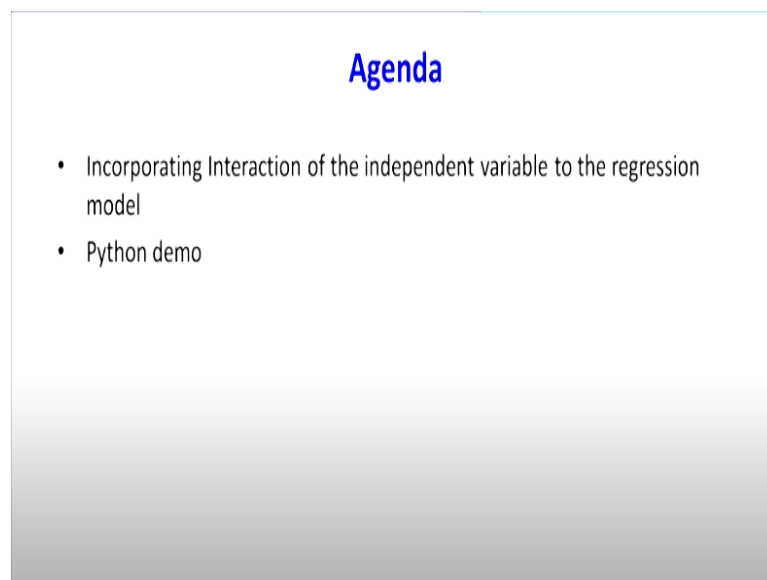 Agenda
• Incorporating Interaction of the independent variable to the regression
model
• Python demo